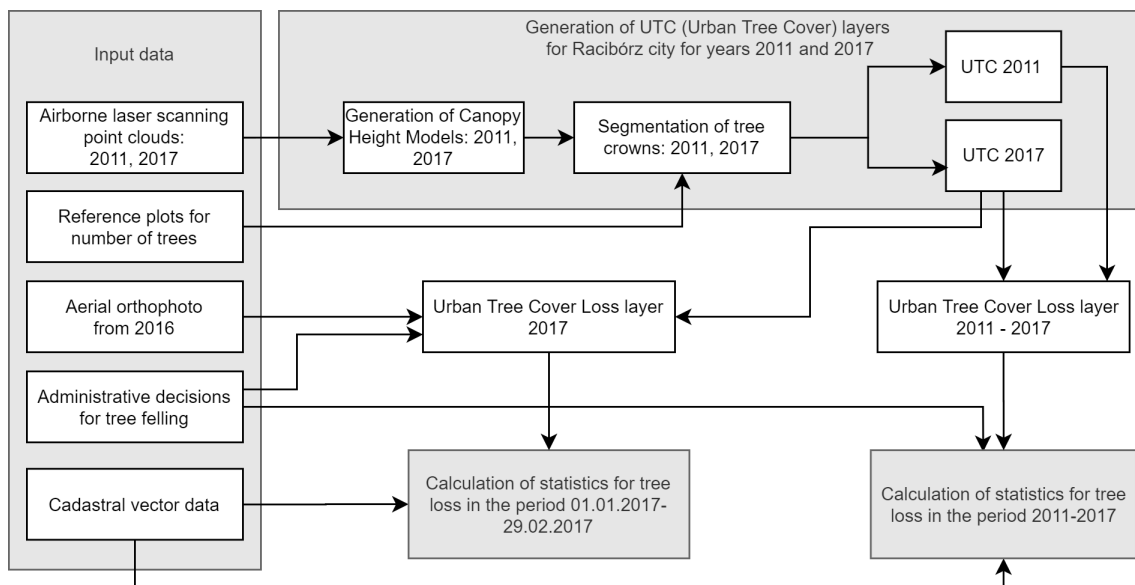 Input data
Airborne laser scanning
point clouds:
2011, 2017
Reference plots for
number of trees
Aerial orthophoto
from 2016
Administrative decisions
for tree felling
Cadastral vector data
Generation of UTC (Urban Tree Cover) layers
for Racibórz city for years 2011 and 2017
Generation of Canopy
Height Models: 2011,
2017
Segmentation of tree
crowns: 2011, 2017
UTC 2011
UTC 2017
Urban Tree Cover Loss layer
2017
Urban Tree Cover Loss layer
2011 - 2017
Calculation of statistics for tree
loss in the period 01.01.2017-
29.02.2017
Calculation of statistics for tree
loss in the period 2011-2017